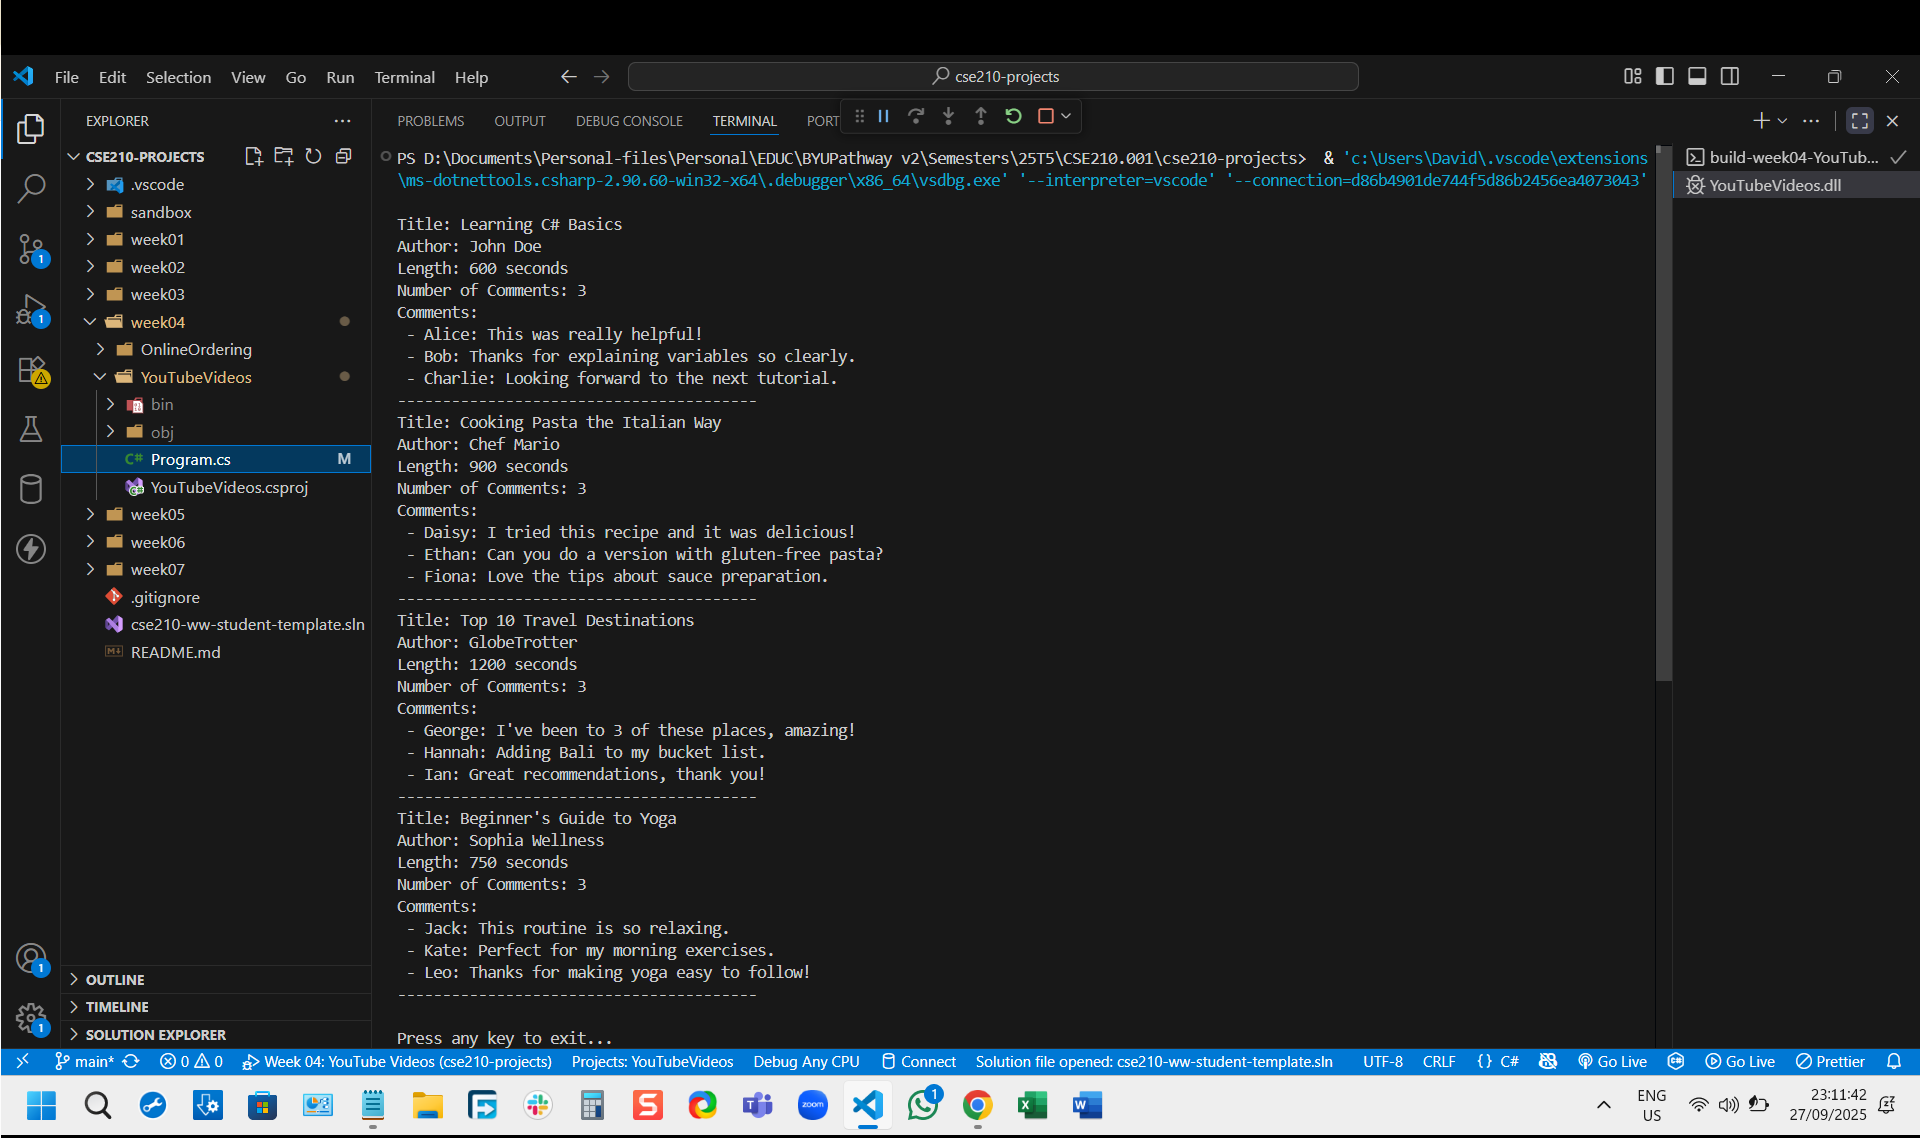 File Edit Selection View Go Run Terminal Help
cse210-projects
EXPLORER
CSE210-PROJECTS
.vscode
sandbox
week01
week02
week03
week04
OnlineOrdering
YouTubeVideos
bin
obj
C# Program.cs M
YouTubeVideos.csproj
week05
week06
week07
.gitignore
cse210-ww-student-template.sln
README.md
OUTLINE
TIMELINE
SOLUTION EXPLORER
PROBLEMS OUTPUT DEBUG CONSOLE TERMINAL PORT
PS D:\Documents\Personal-files\Personal\EDUC\BYUPathway v2\Semesters\25T5\CSE210.001\cse210-projects>  & 'c:\Users\David\.vscode\extensions
\ms-dotnettools.csharp-2.90.60-win32-x64\.debugger\x86_64\vsdbg.exe' '--interpreter=vscode' '--connection=d86b4901de744f5d86b2456ea4073043'
Title: Learning C# Basics
Author: John Doe
Length: 600 seconds
Number of Comments: 3
Comments:
- Alice: This was really helpful!
- Bob: Thanks for explaining variables so clearly.
- Charlie: Looking forward to the next tutorial.
----------------------------------------
Title: Cooking Pasta the Italian Way
Author: Chef Mario
Length: 900 seconds
Number of Comments: 3
Comments:
- Daisy: I tried this recipe and it was delicious!
- Ethan: Can you do a version with gluten-free pasta?
- Fiona: Love the tips about sauce preparation.
----------------------------------------
Title: Top 10 Travel Destinations
Author: GlobeTrotter
Length: 1200 seconds
Number of Comments: 3
Comments:
- George: I've been to 3 of these places, amazing!
- Hannah: Adding Bali to my bucket list.
- Ian: Great recommendations, thank you!
----------------------------------------
Title: Beginner's Guide to Yoga
Author: Sophia Wellness
Length: 750 seconds
Number of Comments: 3
Comments:
- Jack: This routine is so relaxing.
- Kate: Perfect for my morning exercises.
- Leo: Thanks for making yoga easy to follow!
----------------------------------------
Press any key to exit...
build-week04-YouTub...
YouTubeVideos.dll
main* 0 0 Week 04: YouTube Videos (cse210-projects) Projects: YouTubeVideos Debug Any CPU Connect Solution file opened: cse210-ww-student-template.sln UTF-8 CRLF {} C# Go Live Go Live Prettier
zoom
1
ENG
US
23:11:42
27/09/2025